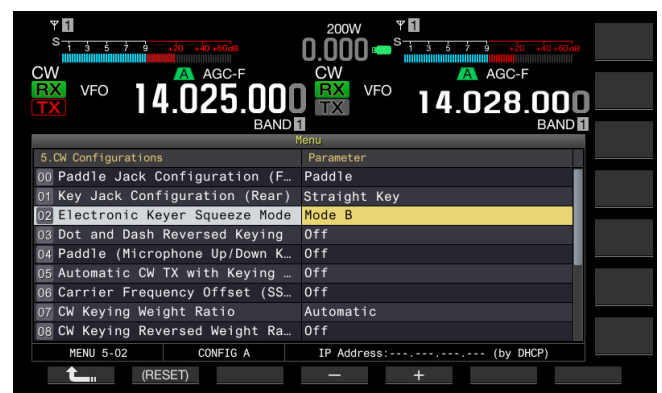 1 200W 1
S 1 3 5 7 9 +20 +40 +60dB 0.000 S 1 3 5 7 9 +20 +40 +60dB
CW A AGC-F CW A AGC-F
RX VFO 14.025.000 RX VFO 14.028.000
TX TX
BAND 1 BAND 1
Menu
5.CW Configurations Parameter
00 Paddle Jack Configuration (F… Paddle
01 Key Jack Configuration (Rear) Straight Key
02 Electronic Keyer Squeeze Mode Mode B
03 Dot and Dash Reversed Keying Off
04 Paddle (Microphone Up/Down K… Off
05 Automatic CW TX with Keying … Off
06 Carrier Frequency Offset (SS… Off
07 CW Keying Weight Ratio Automatic
08 CW Keying Reversed Weight Ra… Off
MENU 5-02 CONFIG A IP Address:---.---.---.--- (by DHCP)
(RESET) − +